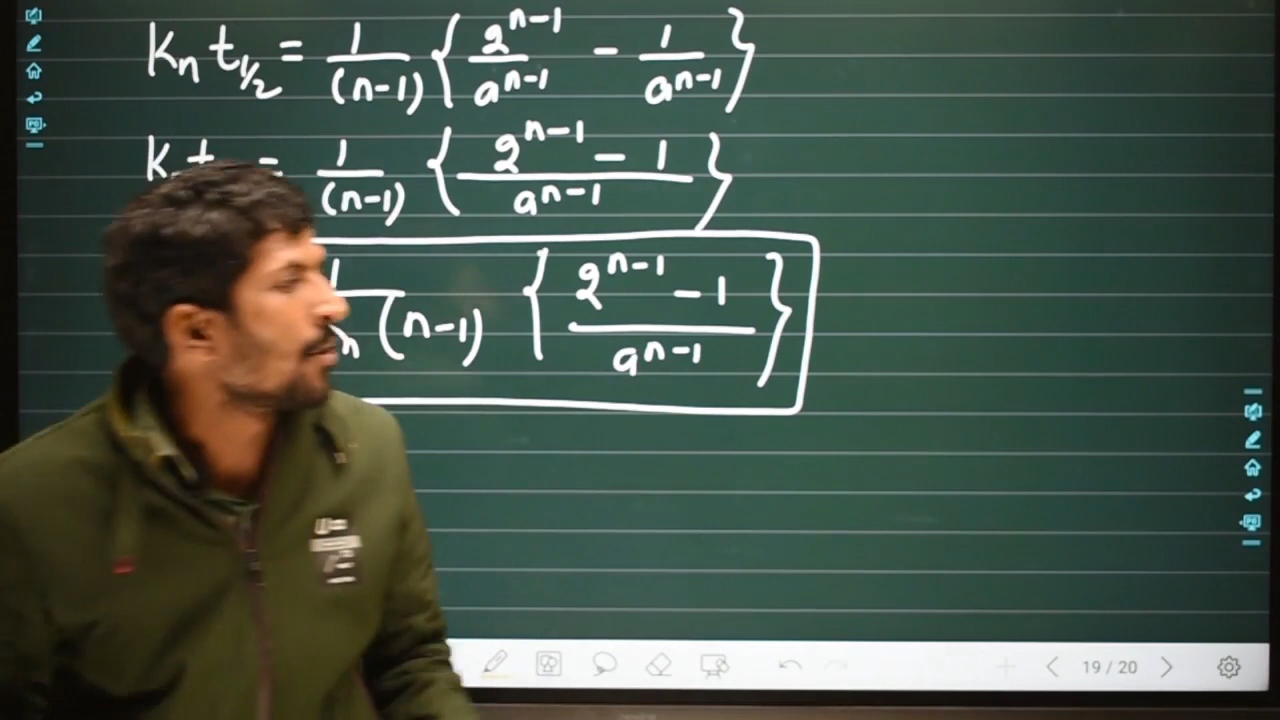 Kn t1/2 = 1/(n-1) { 2^n-1/a^n-1 - 1/a^n-1 }
K t = 1/(n-1) { 2^n-1 - 1/a^n-1 }
1/n (n-1) { 2^n-1 - 1/a^n-1 }
19 / 20